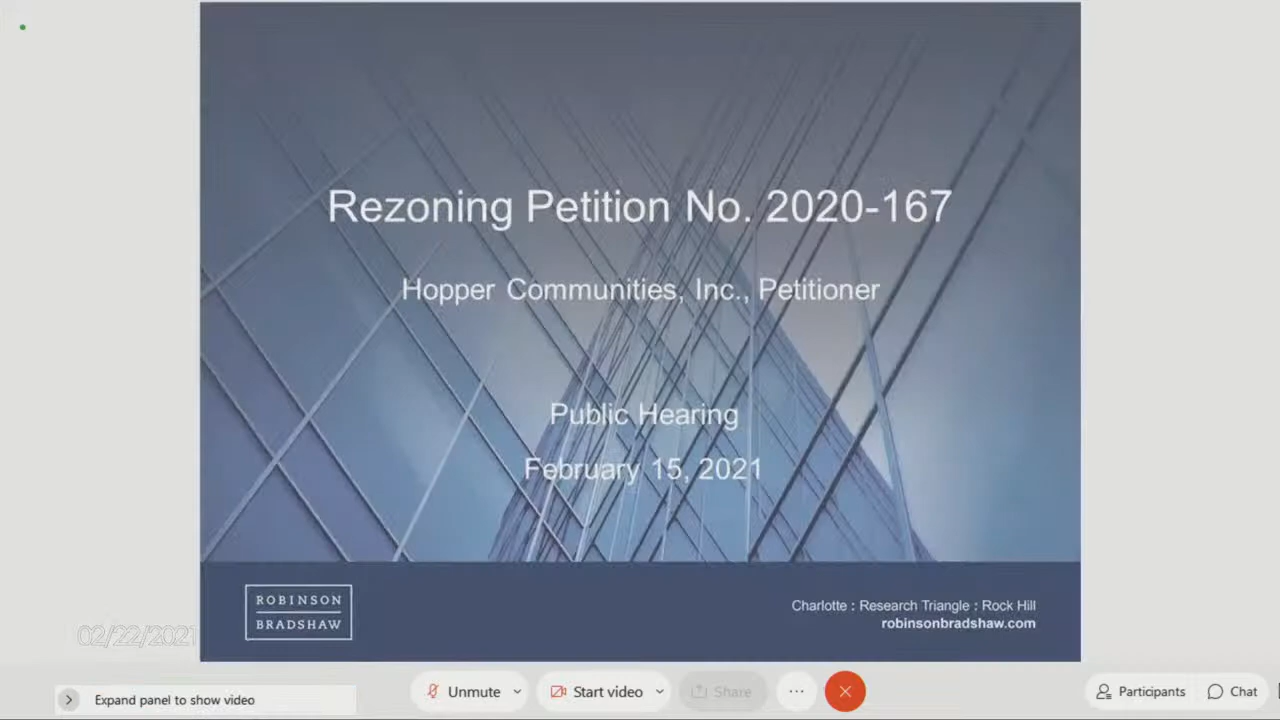 Rezoning Petition No. 2020-167
Hopper Communities, Inc., Petitioner
Public Hearing
February 15, 2021
ROBINSON
BRADSHAW
Charlotte : Research Triangle : Rock Hill
robinsonbradshaw.com
02/22/2021
Expand panel to show video
Unmute
Start video
Share
Participants
Chat